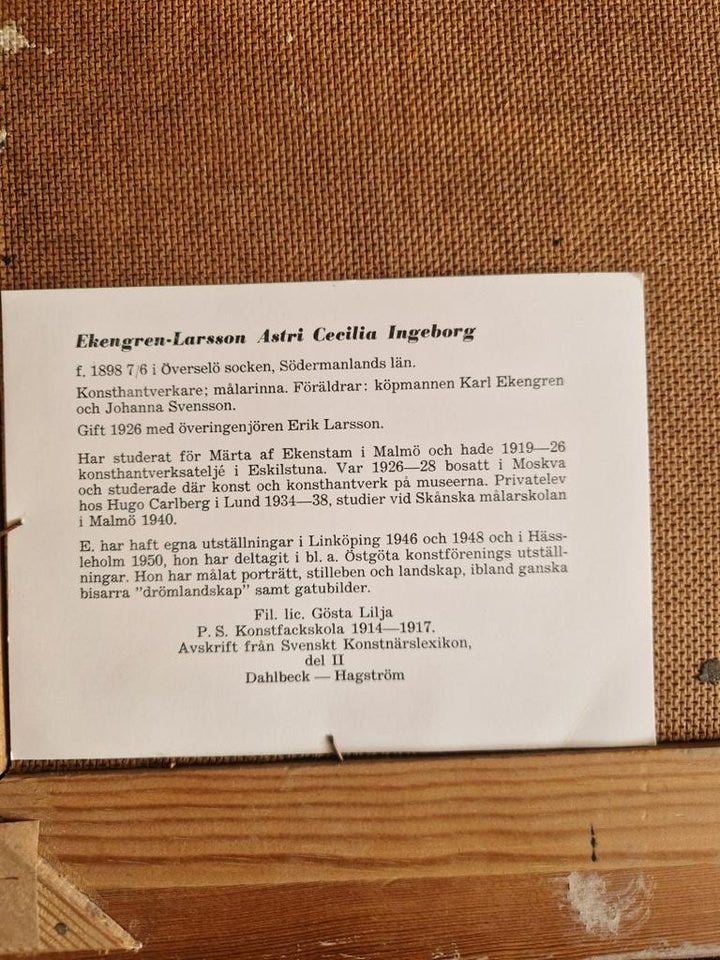 Ekengren-Larsson Astri Cecilia Ingeborg
f. 1898 7/6 i Överselö socken, Södermanlands län.
Konsthantverkare; målarinna. Föräldrar: köpmannen Karl Ekengren
och Johanna Svensson.
Gift 1926 med överingenjören Erik Larsson.
Har studerat för Märta af Ekenstam i Malmö och hade 1919—26
konsthantverksateljé i Eskilstuna. Var 1926—28 bosatt i Moskva
och studerade där konst och konsthantverk på museerna. Privatelev
hos Hugo Carlberg i Lund 1934—38, studier vid Skånska målarskolan
i Malmö 1940.
E. har haft egna utställningar i Linköping 1946 och 1948 och i Häss-
leholm 1950, hon har deltagit i bl. a. Östgöta konstförenings utställ-
ningar. Hon har målat porträtt, stilleben och landskap, ibland ganska
bisarra "drömlandskap" samt gatubilder.
Fil. lic. Gösta Lilja
P. S. Konstfackskola 1914—1917.
Avskrift från Svenskt Konstnärslexikon,
del II
Dahlbeck — Hagström